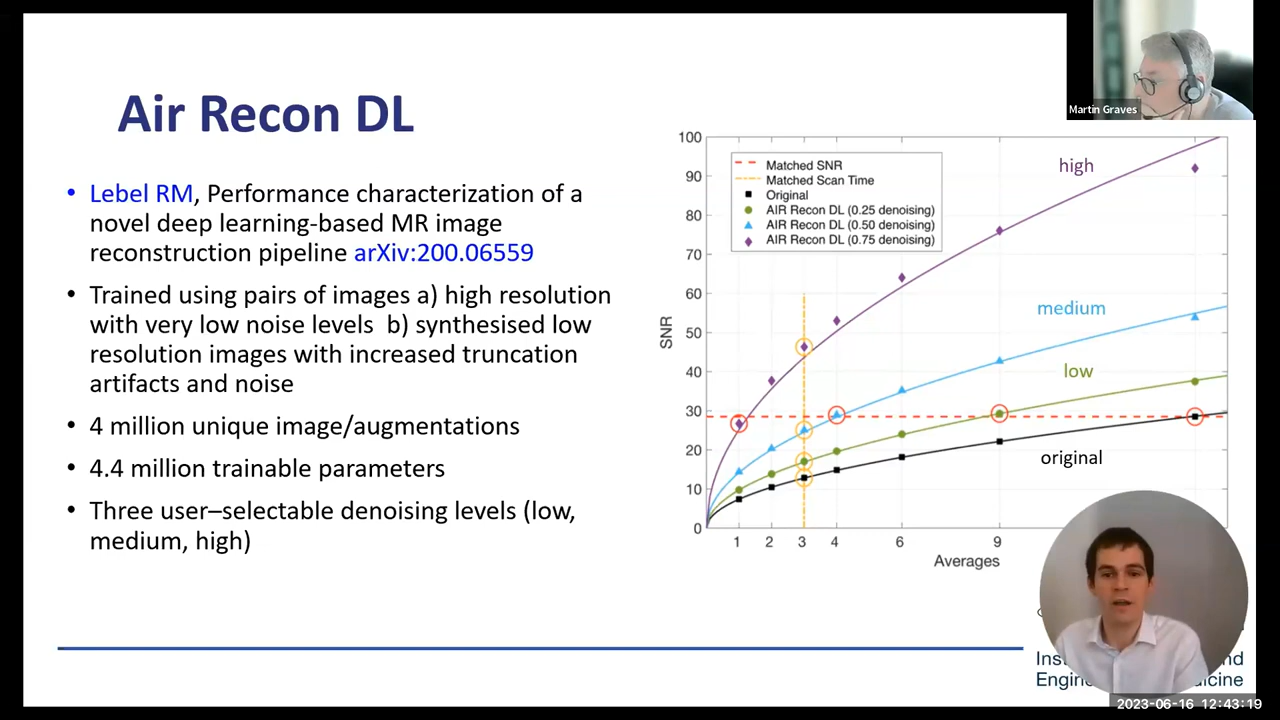 Martin Graves
Air Recon DL
• Lebel RM, Performance characterization of a
novel deep learning-based MR image
reconstruction pipeline arXiv:200.06559
• Trained using pairs of images a) high resolution
with very low noise levels b) synthesised low
resolution images with increased truncation
artifacts and noise
• 4 million unique image/augmentations
• 4.4 million trainable parameters
• Three user–selectable denoising levels (low,
medium, high)
100
90
80
70
60
50
40
30
20
10
0
SNR
Matched SNR
Matched Scan Time
Original
AIR Recon DL (0.25 denoising)
AIR Recon DL (0.50 denoising)
AIR Recon DL (0.75 denoising)
high
medium
low
original
1 2 3 4 6 9
Averages
2023-06-16 12:43:19